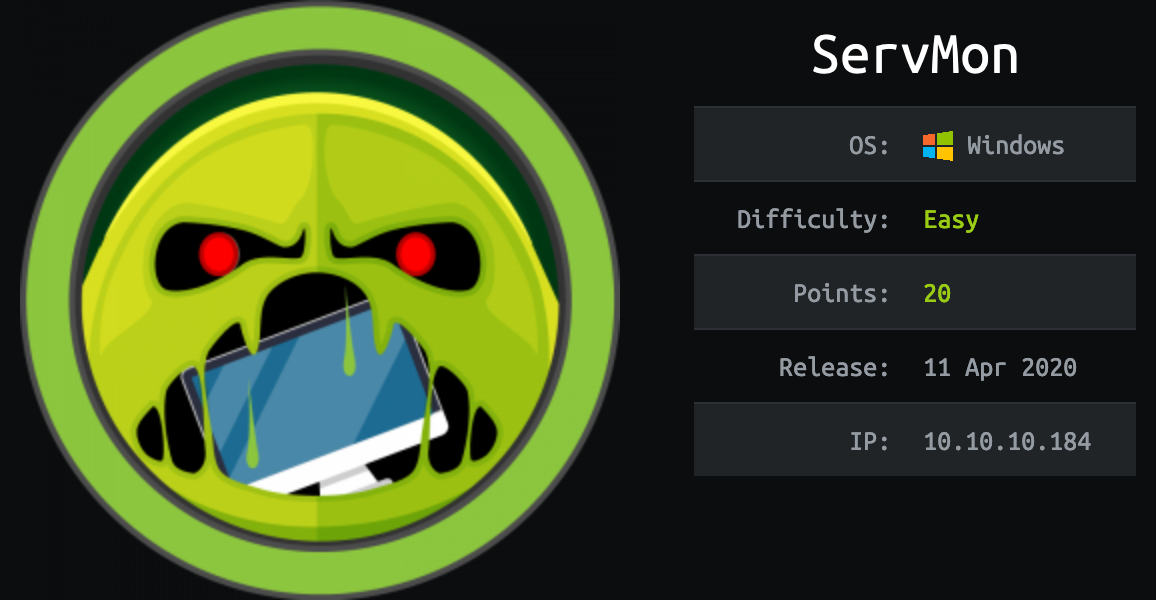 ServMon
OS: Windows
Difficulty: Easy
Points: 20
Release: 11 Apr 2020
IP: 10.10.10.184